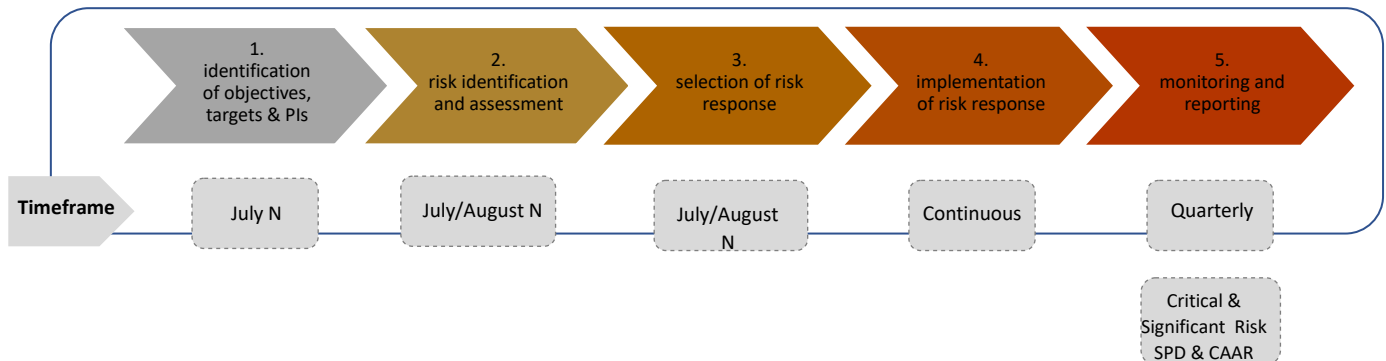 1.
identification
of objectives,
targets & PIs
2.
risk identification
and assessment
3.
selection of risk
response
4.
implementation
of risk response
5.
monitoring and
reporting
Timeframe
July N
July/August N
July/August
N
Continuous
Quarterly
Critical &
Significant Risk
SPD & CAAR